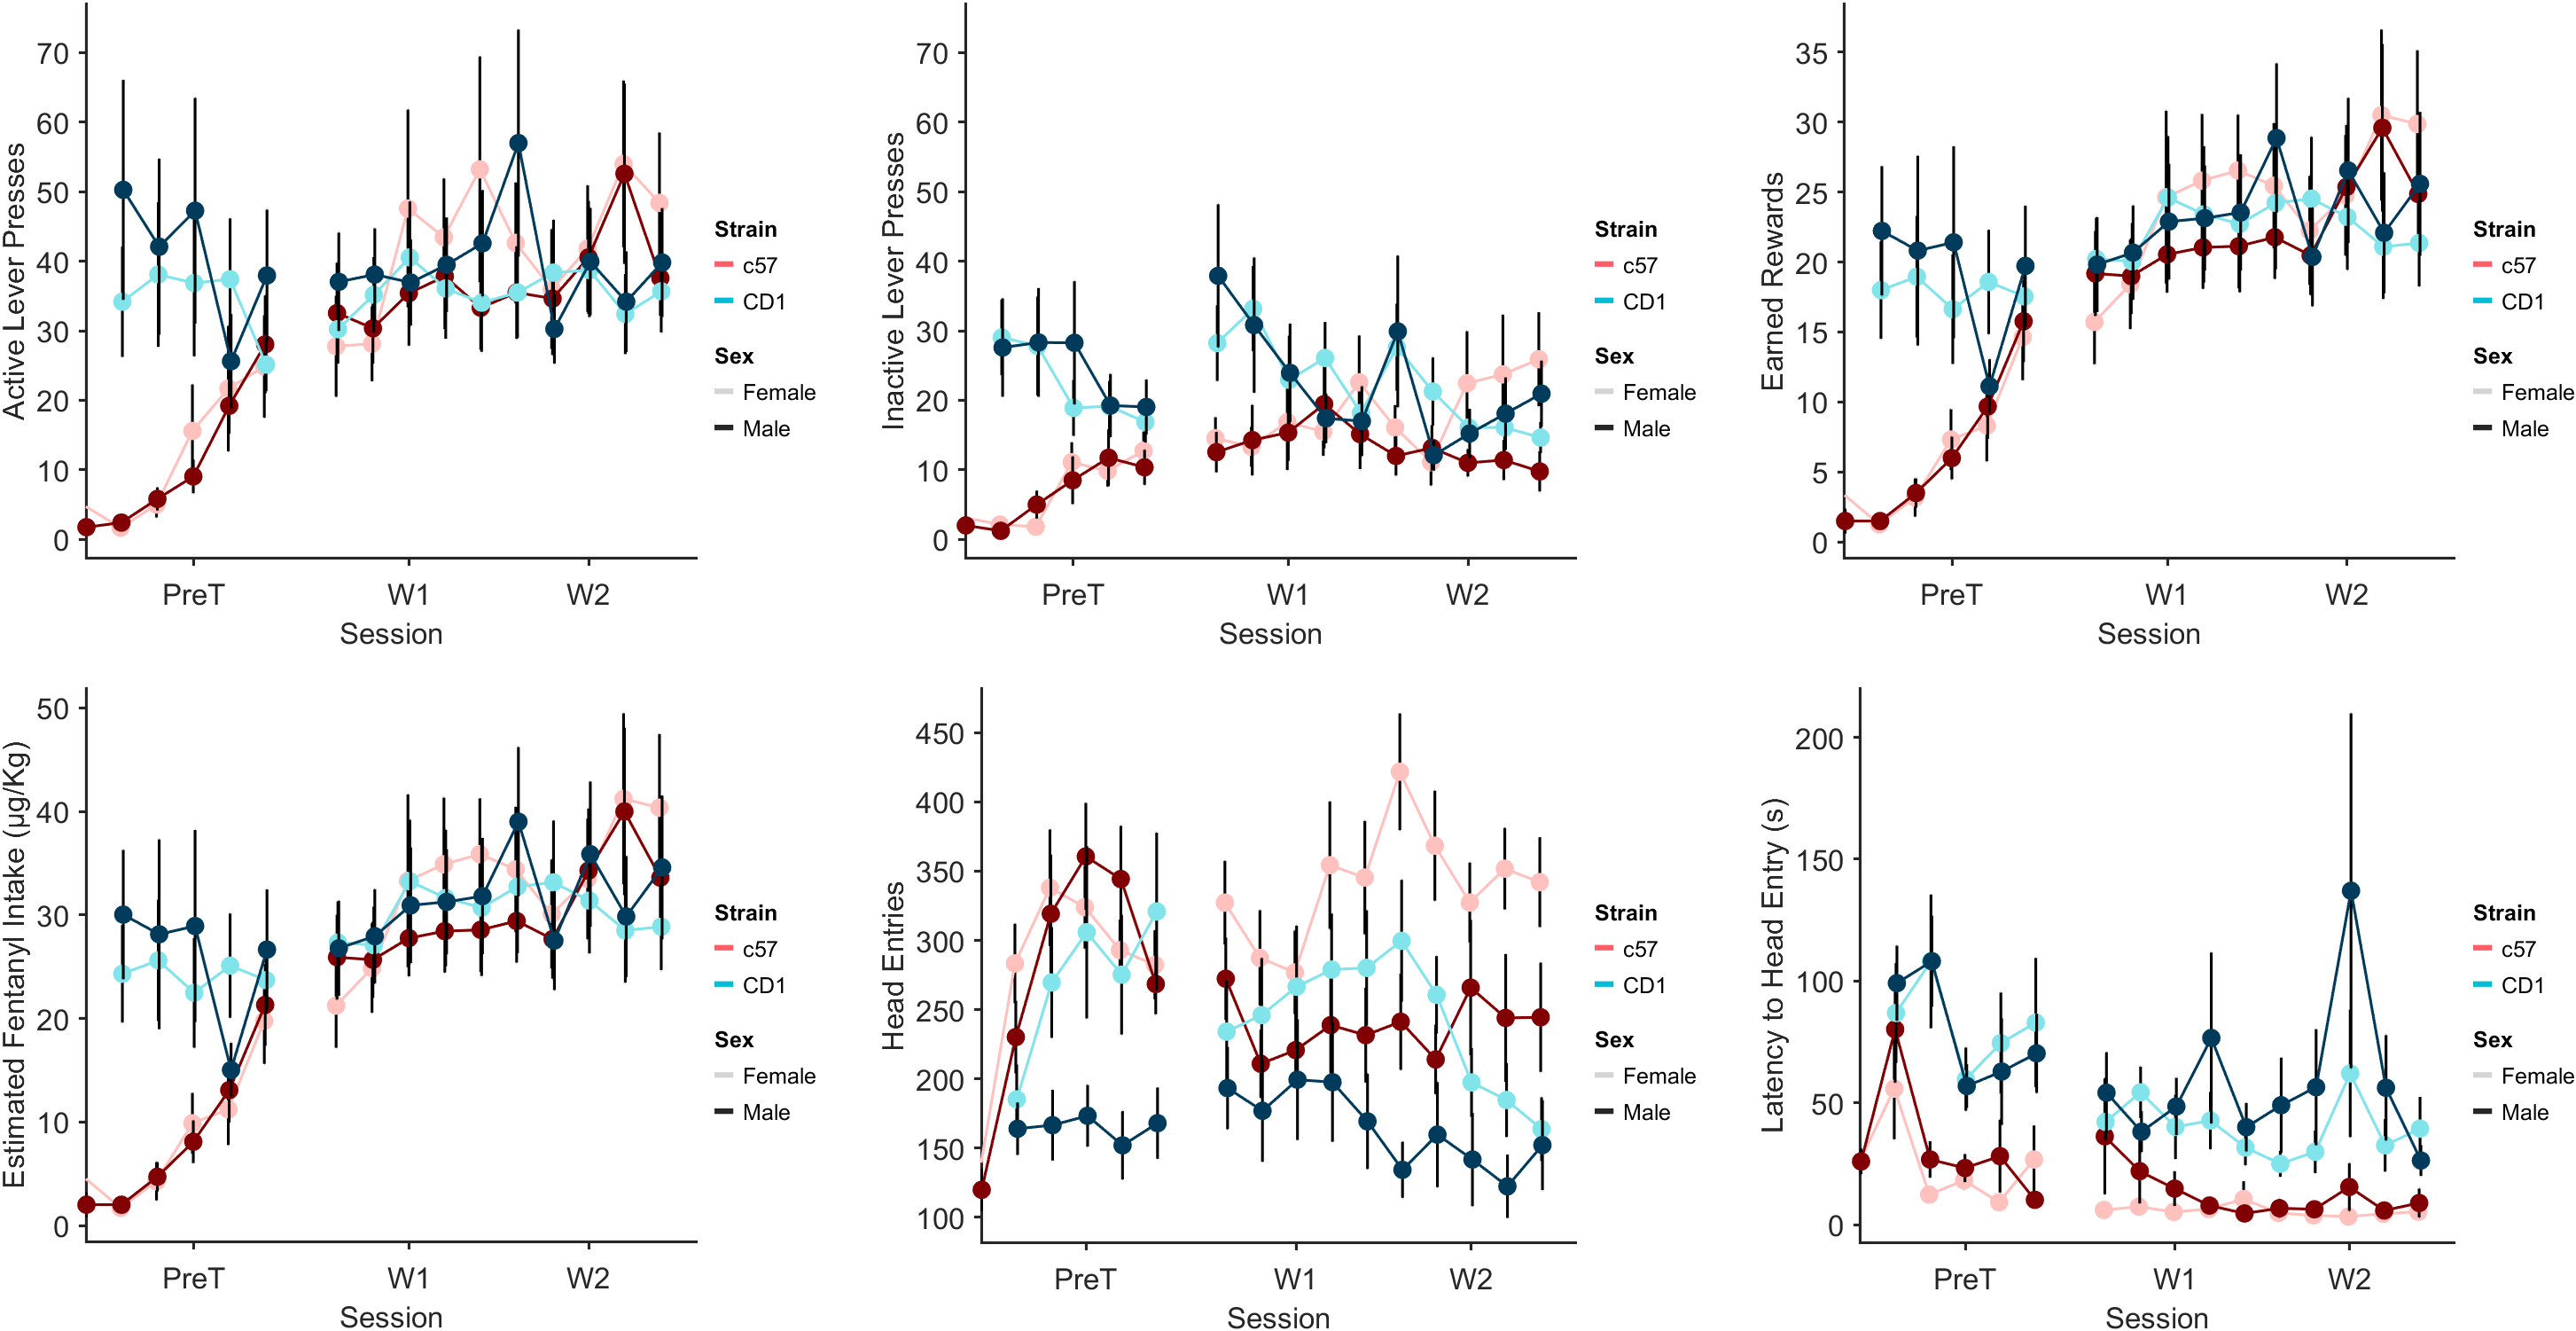 Active Lever Presses
70
60
50
40
30
20
10
0
PreT W1 W2
Session
Strain
c57
CD1
Sex
Female
Male
Inactive Lever Presses
70
60
50
40
30
20
10
0
PreT W1 W2
Session
Strain
c57
CD1
Sex
Female
Male
Earned Rewards
35
30
25
20
15
10
5
0
PreT W1 W2
Session
Strain
c57
CD1
Sex
Female
Male
Estimated Fentanyl Intake (µg/Kg)
50
40
30
20
10
0
PreT W1 W2
Session
Strain
c57
CD1
Sex
Female
Male
Head Entries
450
400
350
300
250
200
150
100
PreT W1 W2
Session
Strain
c57
CD1
Sex
Female
Male
Latency to Head Entry (s)
200
150
100
50
0
PreT W1 W2
Session
Strain
c57
CD1
Sex
Female
Male